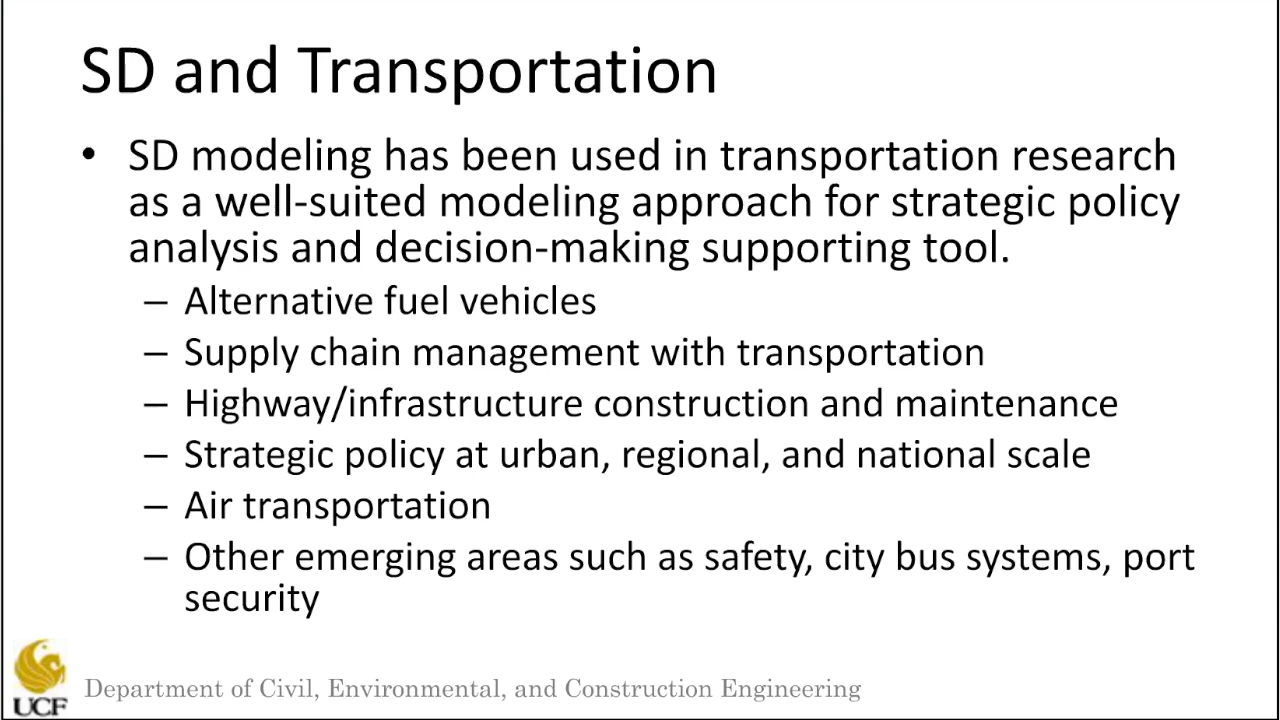 SD and Transportation
• SD modeling has been used in transportation research
as a well-suited modeling approach for strategic policy
analysis and decision-making supporting tool.
– Alternative fuel vehicles
– Supply chain management with transportation
– Highway/infrastructure construction and maintenance
– Strategic policy at urban, regional, and national scale
– Air transportation
– Other emerging areas such as safety, city bus systems, port
security
Department of Civil, Environmental, and Construction Engineering
UCF